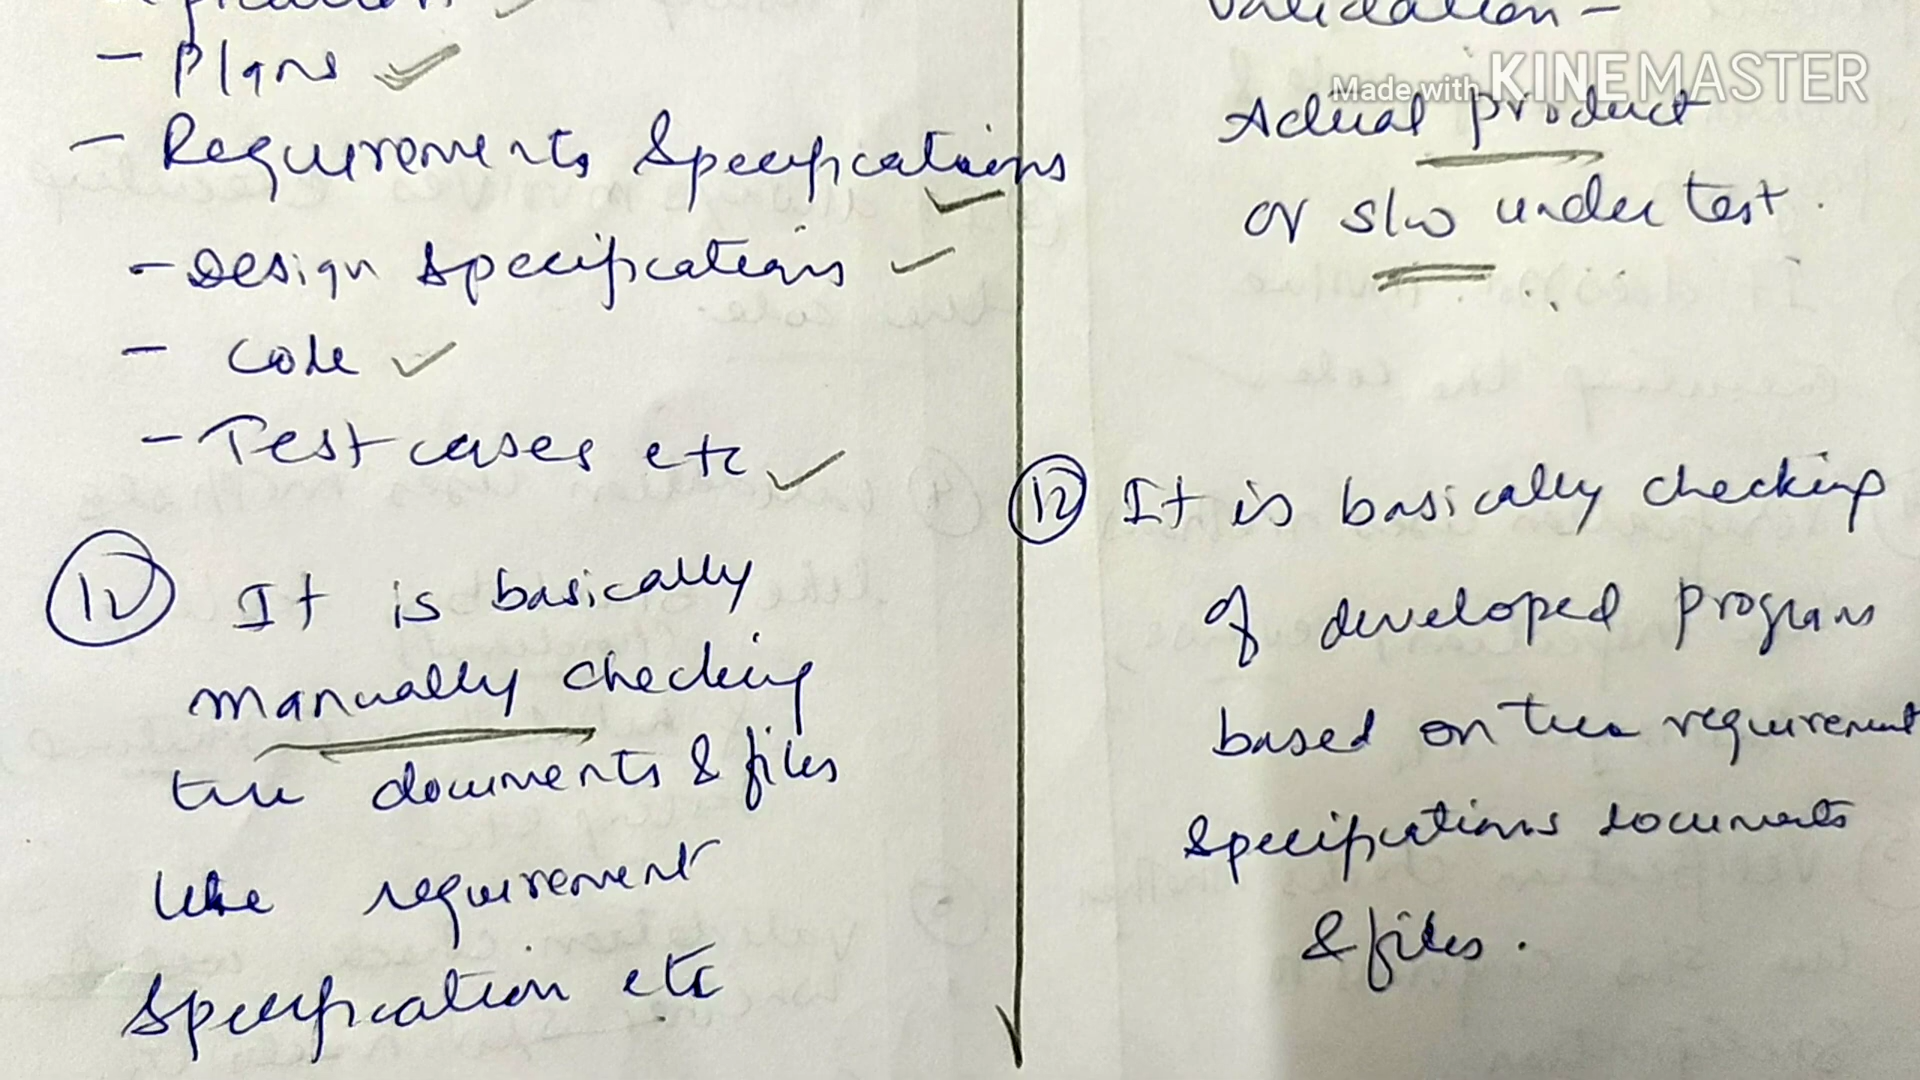 - Plans
- Requirements Specifications
- Design Specifications
- Code
- Test cases etc
12 It is basically
manually checking
the documents & files
like requirement
Specification etc
Validation -
Made with KINEMASTER
Actual product
or s/w under test.
12 It is basically checking
of developed program
based on the requirement
Specifications documents
& files.